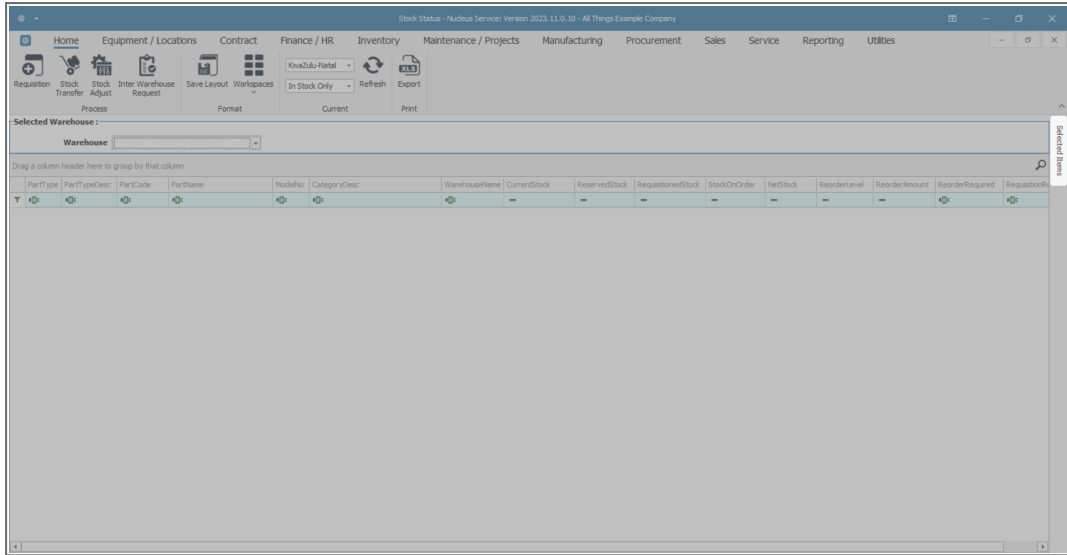 Stock Status - Nucleus Service: Version 2023.11.0.10 - All Things Example Company
Home Equipment / Locations Contract Finance / HR Inventory Maintenance / Projects Manufacturing Procurement Sales Service Reporting Utilities
Requisition
Stock Transfer
Stock Adjust
Inter Warehouse Request
Save Layout
Workspaces
KwaZulu-Natal
In Stock Only
Refresh
XLS
Export
Process Format Current Print
Selected Warehouse :
Warehouse
Selected Items
Drag a column header here to group by that column
PartType PartTypeDesc PartCode PartName ModelNo CategoryDesc WarehouseName CurrentStock ReservedStock RequisitionedStock StockOnOrder NetStock ReorderLevel ReorderAmount ReorderRequired RequisitionRe